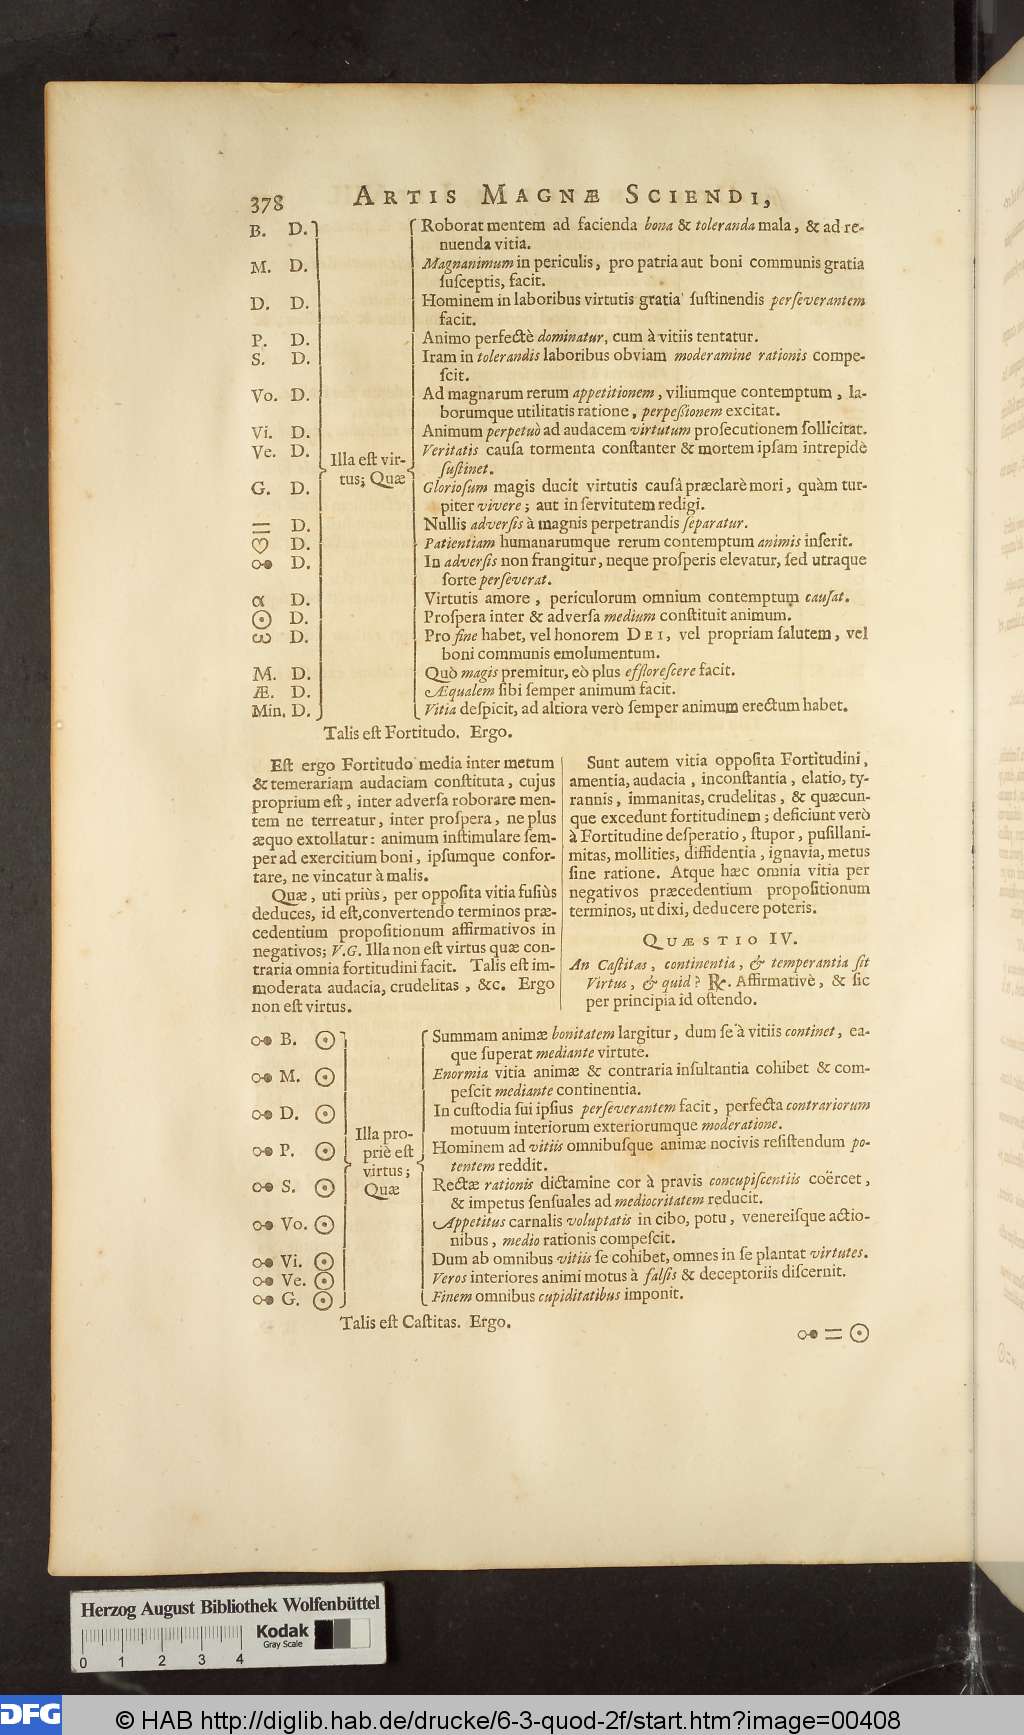 378 ARTIS MAGNÆ SCIENDI,
B. D. Roborat mentem ad facienda bona & toleranda mala, & ad re-
nuenda vitia.
M. D. Magnanimum in periculis, pro patria aut boni communis gratia
ſuſceptis, facit.
D. D. Hominem in laboribus virtutis gratia ſuſtinendis perſeverantem
facit.
P. D. Animo perfectè dominatur, cum à vitiis tentatur.
S. D. Iram in tolerandis laboribus obviam moderamine rationis compe-
ſcit.
Vo. D. Ad magnarum rerum appetitionem, viliumque contemptum, la-
borumque utilitatis ratione, perpeſſionem excitat.
Vi. D. Animum perpetuò ad audacem virtutum proſecutionem ſollicitat.
Ve. D. Veritatis cauſa tormenta conſtanter & mortem ipſam intrepidè
ſuſtinet.
Illa eſt vir-
tus; Quæ
G. D. Glorioſum magis ducit virtutis cauſâ præclarè mori, quàm tur-
piter vivere; aut in ſervitutem redigi.
= D. Nullis adverſis à magnis perpetrandis ſeparatur.
♡ D. Patientiam humanarumque rerum contemptum animis inſerit.
o-● D. In adverſis non frangitur, neque proſperis elevatur, ſed utraque
ſorte perſeverat.
α D. Virtutis amore, periculorum omnium contemptum cauſat.
☉ D. Proſpera inter & adverſa medium conſtituit animum.
ω D. Pro fine habet, vel honorem DEI, vel propriam ſalutem, vel
boni communis emolumentum.
M. D. Quò magis premitur, eò plus effloreſcere facit.
Æ. D. Æqualem ſibi ſemper animum facit.
Min. D. Vitia deſpicit, ad altiora verò ſemper animum erectum habet.
Talis eſt Fortitudo. Ergo.
Eſt ergo Fortitudo media inter metum
& temerariam audaciam conſtituta, cujus
proprium eſt, inter adverſa roborare men-
tem ne terreatur, inter proſpera, ne plus
æquo extollatur: animum inſtimulare ſem-
per ad exercitium boni, ipſumque confor-
tare, ne vincatur à malis.
Quæ, uti priùs, per oppoſita vitia fuſiùs
deduces, id eſt, convertendo terminos præ-
cedentium propoſitionum affirmativos in
negativos; V.G. Illa non eſt virtus quæ con-
traria omnia fortitudini facit. Talis eſt im-
moderata audacia, crudelitas, &c. Ergo
non eſt virtus.
Sunt autem vitia oppoſita Fortitudini,
amentia, audacia, inconſtantia, elatio, ty-
rannis, immanitas, crudelitas, & quæcun-
que excedunt fortitudinem; deficiunt verò
à Fortitudine deſperatio, ſtupor, puſillani-
mitas, mollities, diffidentia, ignavia, metus
ſine ratione. Atque hæc omnia vitia per
negativos præcedentium propoſitionum
terminos, ut dixi, deducere poteris.
QUÆSTIO IV.
An Caſtitas, continentia, & temperantia ſit
Virtus, & quid? ℞. Affirmativè, & ſic
per principia id oſtendo.
o-● B. ☉ Summam animæ bonitatem largitur, dum ſe à vitiis continet, ea-
que ſuperat mediante virtute.
o-● M. ☉ Enormia vitia animæ & contraria inſultantia cohibet & com-
peſcit mediante continentia.
o-● D. ☉ In cuſtodia ſui ipſius perſeverantem facit, perfecta contrariorum
motuum interiorum exteriorumque moderatione.
Illa pro-
priè eſt
virtus;
Quæ
o-● P. ☉ Hominem ad vitiis omnibuſque animæ nocivis reſiſtendum po-
tentem reddit.
o-● S. ☉ Rectæ rationis dictamine cor à pravis concupiſcentiis coërcet,
& impetus ſenſuales ad mediocritatem reducit.
o-● Vo. ☉ Appetitus carnalis voluptatis in cibo, potu, venereiſque actio-
nibus, medio rationis compeſcit.
o-● Vi. ☉ Dum ab omnibus vitiis ſe cohibet, omnes in ſe plantat virtutes.
o-● Ve. ☉ Veros interiores animi motus à falſis & deceptoriis diſcernit.
o-● G. ☉ Finem omnibus cupiditatibus imponit.
Talis eſt Caſtitas. Ergo.
o-● = ☉
Herzog August Bibliothek Wolfenbüttel
0 1 2 3 4
Kodak
Gray Scale
DFG
© HAB http://diglib.hab.de/drucke/6-3-quod-2f/start.htm?image=00408